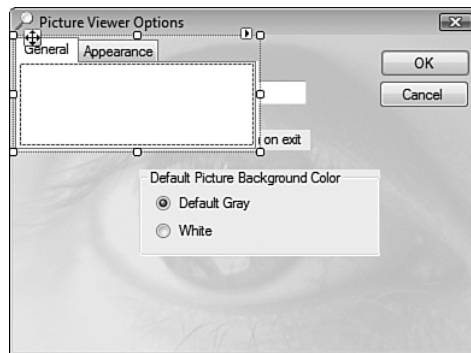 Picture Viewer Options
General Appearance
OK
Cancel
on exit
Default Picture Background Color
Default Gray
White